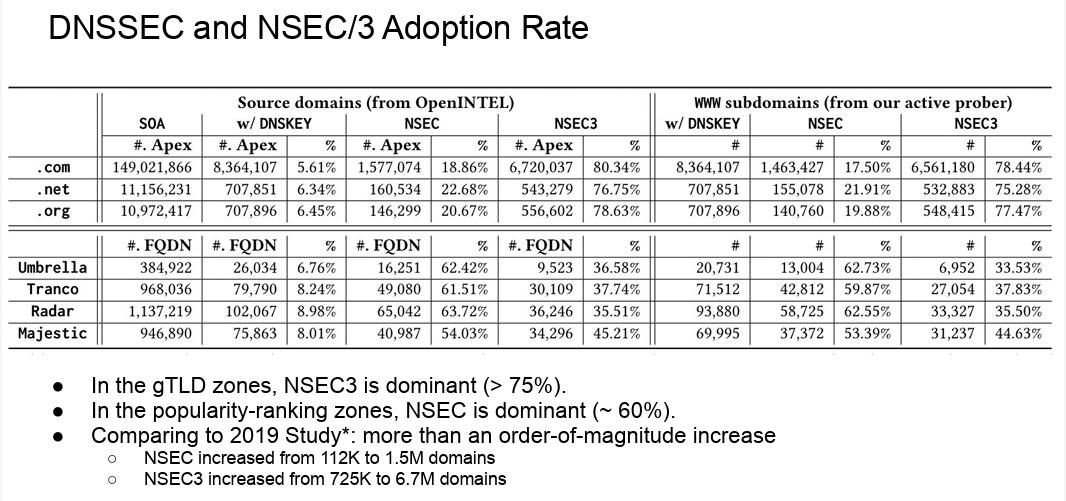 DNSSEC and NSEC/3 Adoption Rate
Source domains (from OpenINTEL) WWW subdomains (from our active prober)
SOA w/ DNSKEY NSEC NSEC3 w/ DNSKEY NSEC NSEC3
#. Apex #. Apex % #. Apex % #. Apex % # # % # %
.com 149,021,866 8,364,107 5.61% 1,577,074 18.86% 6,720,037 80.34% 8,364,107 1,463,427 17.50% 6,561,180 78.44%
.net 11,156,231 707,851 6.34% 160,534 22.68% 543,279 76.75% 707,851 155,078 21.91% 532,883 75.28%
.org 10,972,417 707,896 6.45% 146,299 20.67% 556,602 78.63% 707,896 140,760 19.88% 548,415 77.47%
#. FQDN #. FQDN % #. FQDN % #. FQDN % # # % # %
Umbrella 384,922 26,034 6.76% 16,251 62.42% 9,523 36.58% 20,731 13,004 62.73% 6,952 33.53%
Tranco 968,036 79,790 8.24% 49,080 61.51% 30,109 37.74% 71,512 42,812 59.87% 27,054 37.83%
Radar 1,137,219 102,067 8.98% 65,042 63.72% 36,246 35.51% 93,880 58,725 62.55% 33,327 35.50%
Majestic 946,890 75,863 8.01% 40,987 54.03% 34,296 45.21% 69,995 37,372 53.39% 31,237 44.63%
● In the gTLD zones, NSEC3 is dominant (> 75%).
● In the popularity-ranking zones, NSEC is dominant (~ 60%).
● Comparing to 2019 Study*: more than an order-of-magnitude increase
○ NSEC increased from 112K to 1.5M domains
○ NSEC3 increased from 725K to 6.7M domains